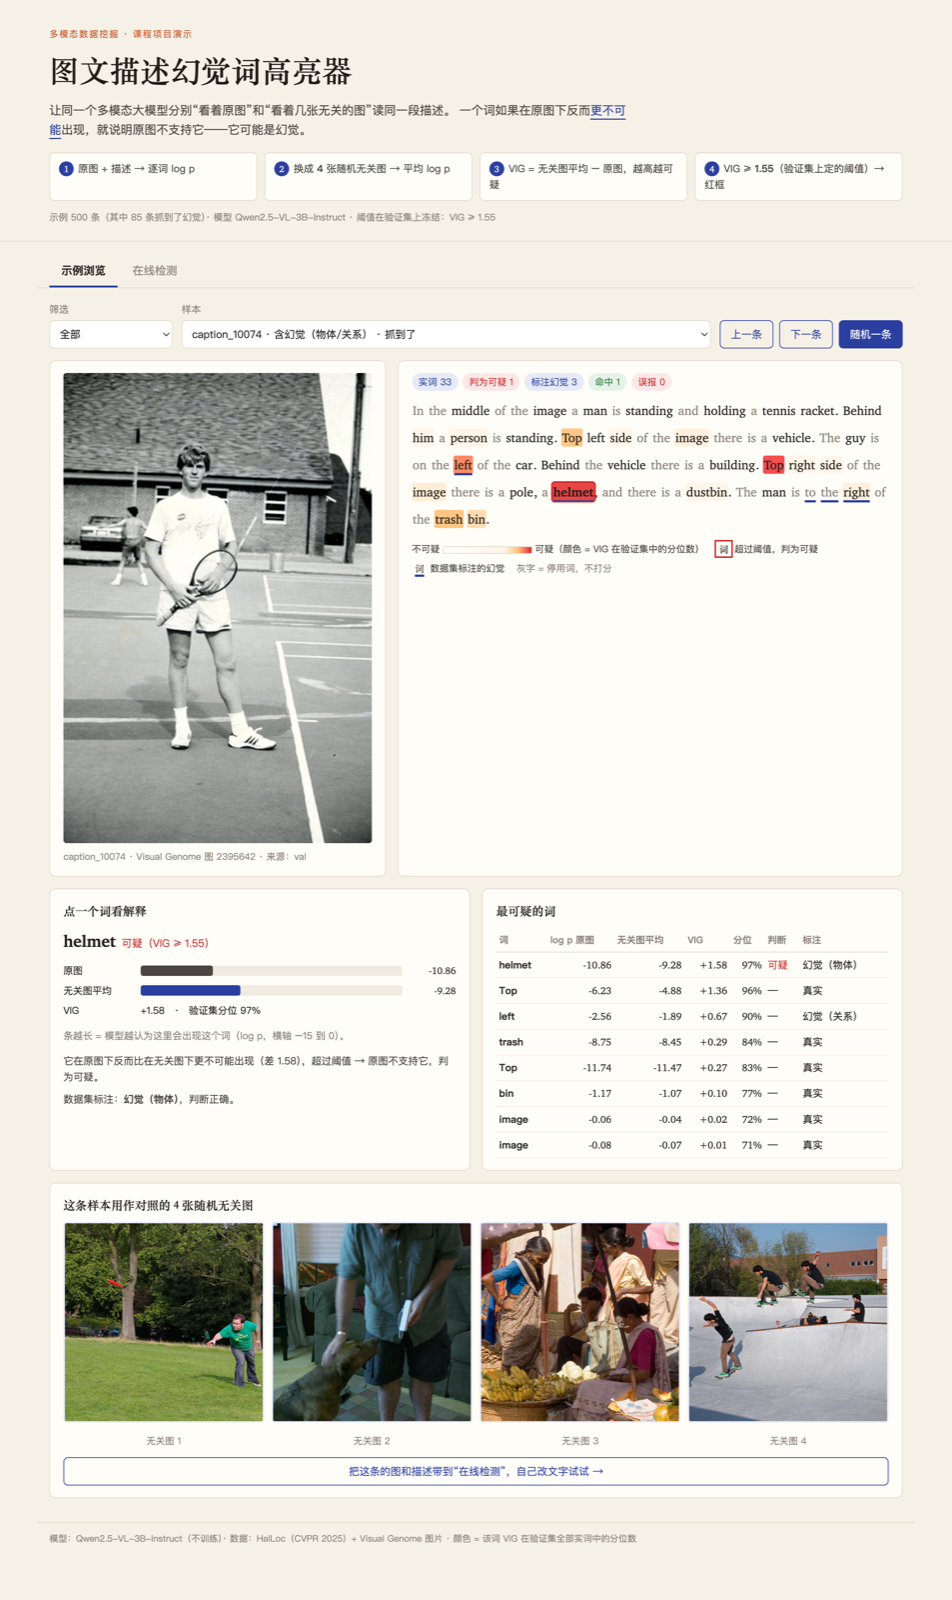 多模态数据挖掘 · 课程项目演示
图文描述幻觉词高亮器
让同一个多模态大模型分别“看着原图”和“看着几张无关的图”读同一段描述。 一个词如果在原图下反而更不可
能出现，就说明原图不支持它——它可能是幻觉。
1 原图 + 描述 → 逐词 log p
2 换成 4 张随机无关图 → 平均 log p
3 VIG = 无关图平均 − 原图，越高越可
疑
4 VIG ≥ 1.55（验证集上定的阈值）→
红框
示例 500 条（其中 85 条抓到了幻觉）· 模型 Qwen2.5-VL-3B-Instruct · 阈值在验证集上冻结：VIG ≥ 1.55
示例浏览 在线检测
筛选 样本
全部 caption_10074 · 含幻觉（物体/关系） · 抓到了 上一条 下一条 随机一条
实词 33 判为可疑 1 标注幻觉 3 命中 1 误报 0
In the middle of the image a man is standing and holding a tennis racket. Behind
him a person is standing. Top left side of the image there is a vehicle. The guy is
on the left of the car. Behind the vehicle there is a building. Top right side of the
image there is a pole, a helmet, and there is a dustbin. The man is to the right of
the trash bin.
不可疑 可疑（颜色 = VIG 在验证集中的分位数） 词 超过阈值，判为可疑
词 数据集标注的幻觉 灰字 = 停用词，不打分
caption_10074 · Visual Genome 图 2395642 · 来源：val
点一个词看解释
helmet 可疑（VIG ≥ 1.55）
原图 -10.86
无关图平均 -9.28
VIG +1.58 · 验证集分位 97%
条越长 = 模型越认为这里会出现这个词（log p，横轴 −15 到 0）。
它在原图下反而比在无关图下更不可能出现（差 1.58），超过阈值 → 原图不支持它，判
为可疑。
数据集标注：幻觉（物体），判断正确。
最可疑的词
词 log p 原图 无关图平均 VIG 分位 判断 标注
helmet -10.86 -9.28 +1.58 97% 可疑 幻觉（物体）
Top -6.23 -4.88 +1.36 96% — 真实
left -2.56 -1.89 +0.67 90% — 幻觉（关系）
trash -8.75 -8.45 +0.29 84% — 真实
Top -11.74 -11.47 +0.27 83% — 真实
bin -1.17 -1.07 +0.10 77% — 真实
image -0.06 -0.04 +0.02 72% — 真实
image -0.08 -0.07 +0.01 71% — 真实
这条样本用作对照的 4 张随机无关图
无关图 1 无关图 2 无关图 3 无关图 4
把这条的图和描述带到“在线检测”，自己改文字试试 →
模型：Qwen2.5-VL-3B-Instruct（不训练）· 数据：HalLoc（CVPR 2025）+ Visual Genome 图片 · 颜色 = 该词 VIG 在验证集全部实词中的分位数